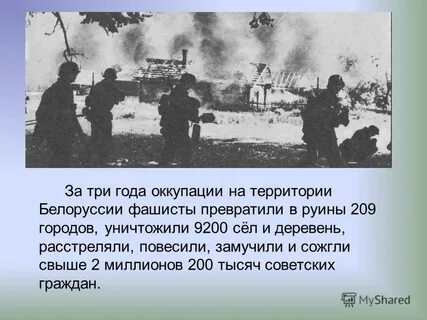 За три года оккупации на территории
Белоруссии фашисты превратили в руины 209
городов, уничтожили 9200 сёл и деревень,
расстреляли, повесили, замучили и сожгли
свыше 2 миллионов 200 тысяч советских
граждан.
MyShared